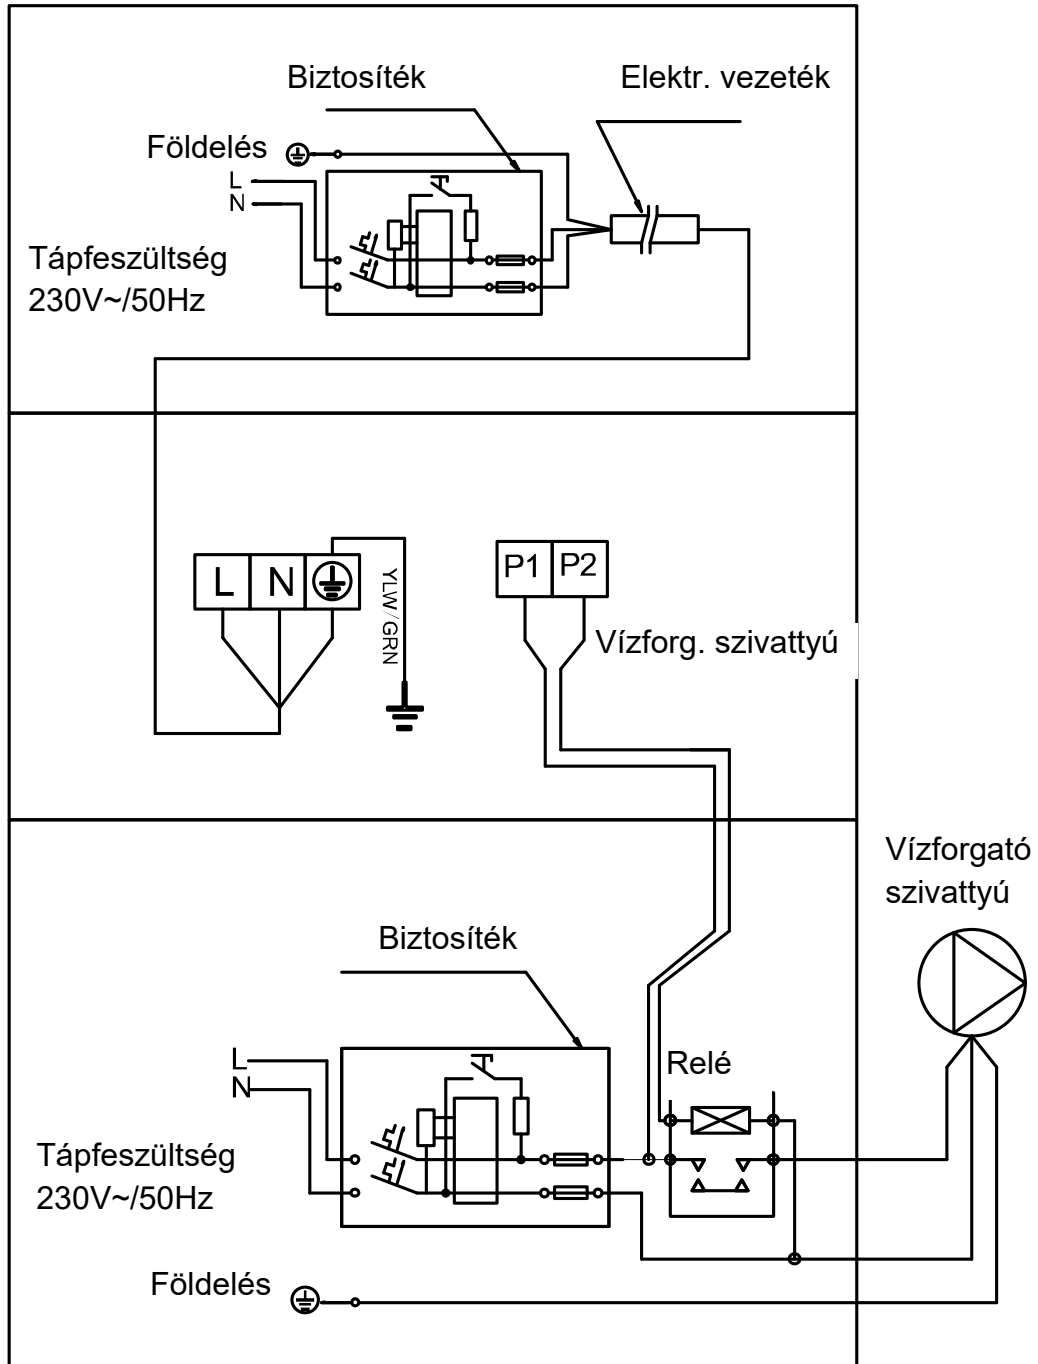 Biztosíték
Elektr. vezeték
Földelés
L
N
Tápfeszültség
230V~/50Hz
L N
YLW/GRN
P1 P2
Vízforg. szivattyú
Vízforgató
szivattyú
Biztosíték
L
N
Relé
Tápfeszültség
230V~/50Hz
Földelés